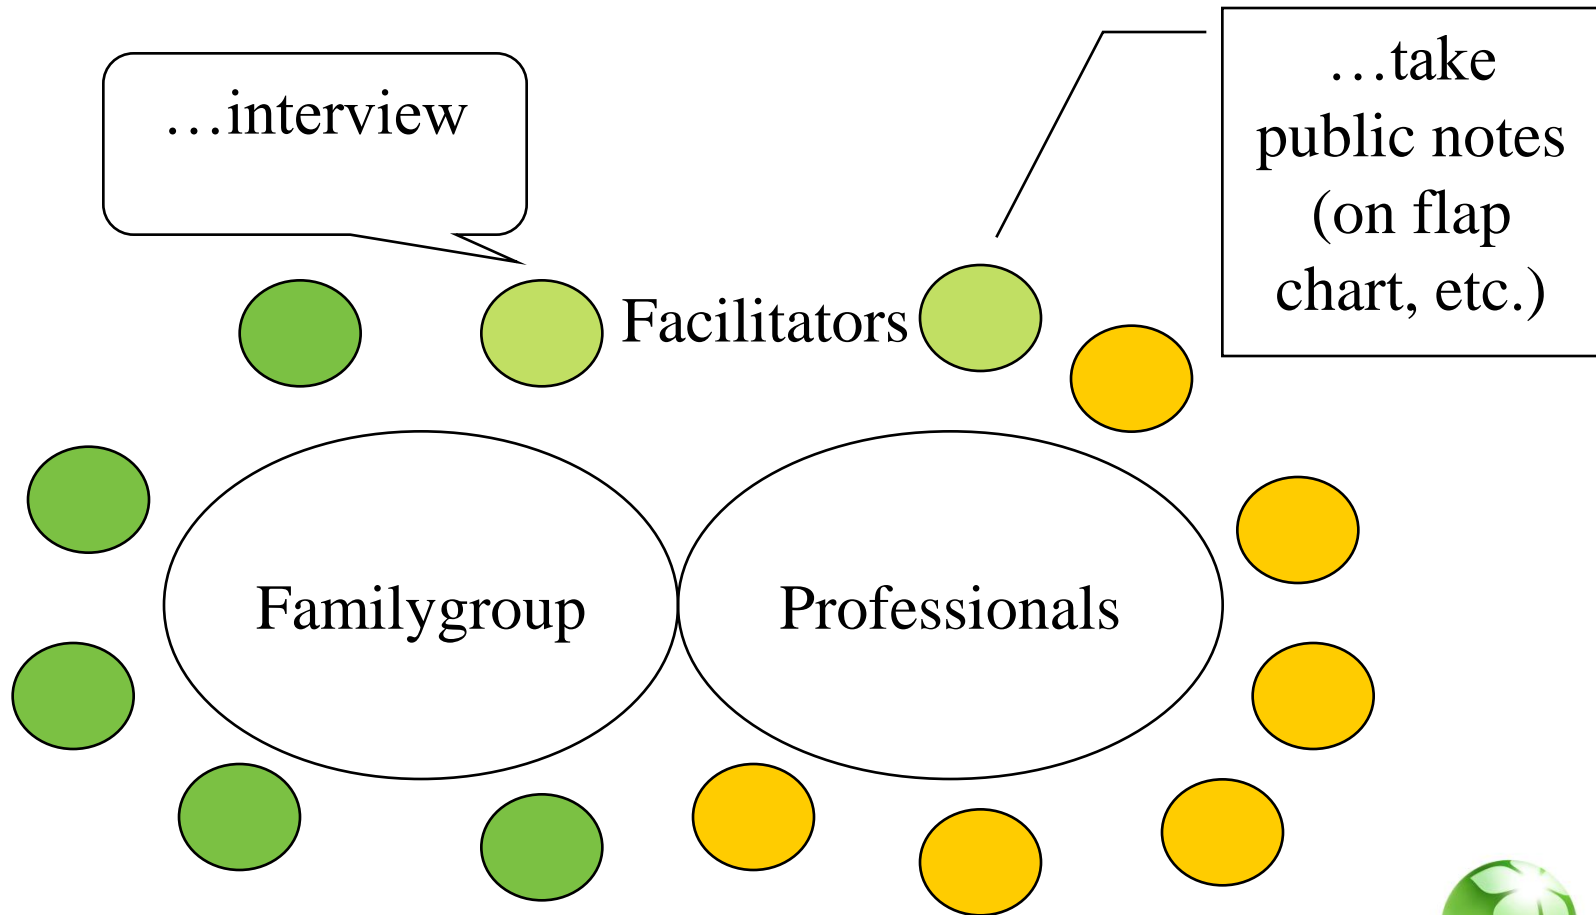 …interview
…take
public notes
(on flap
chart, etc.)
Facilitators
Familygroup
Professionals